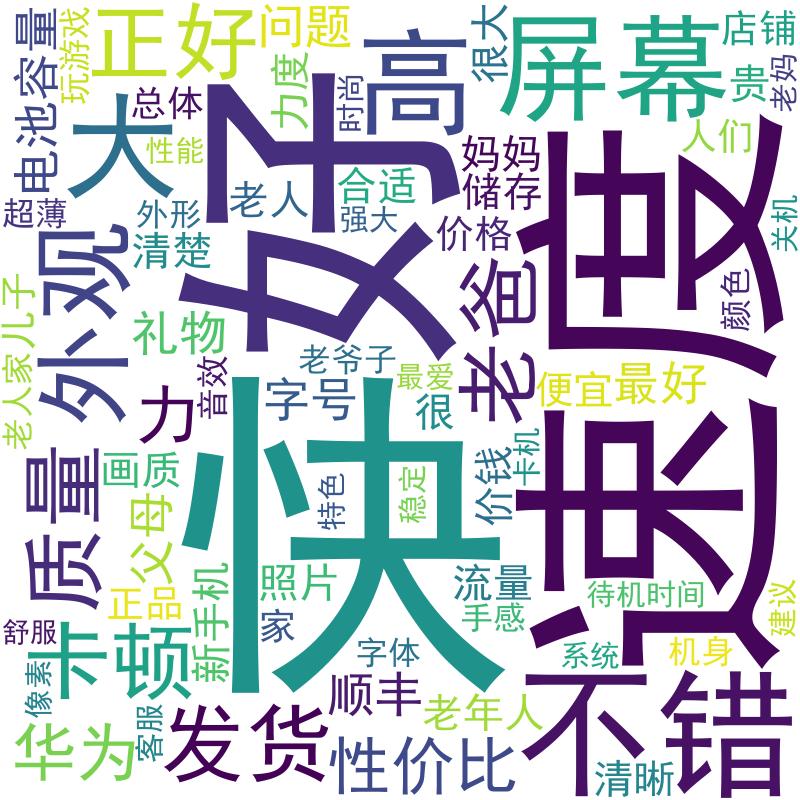 电池容量
玩游戏
正好
问题
总体
力度
时尚
高
很大
屏幕
店铺
贵
老妈
人们
大
性能
好
子
女
老人
合适
强大
妈妈
储存
价格
超薄
外形
清楚
外观
礼物
老爸
速度
颜色
关机
老人家
儿子
音效
老爷子
最爱
字号
很
便宜
最好
力
快
质量
画质
父母
特色
稳定
价钱
卡机
正品
新手机
照片
家
流量
手感
待机时间
建议
舒服
卡顿
字体
系统
机身
像素
顺丰
老年人
不错
华为
客服
发货
性价比
清晰